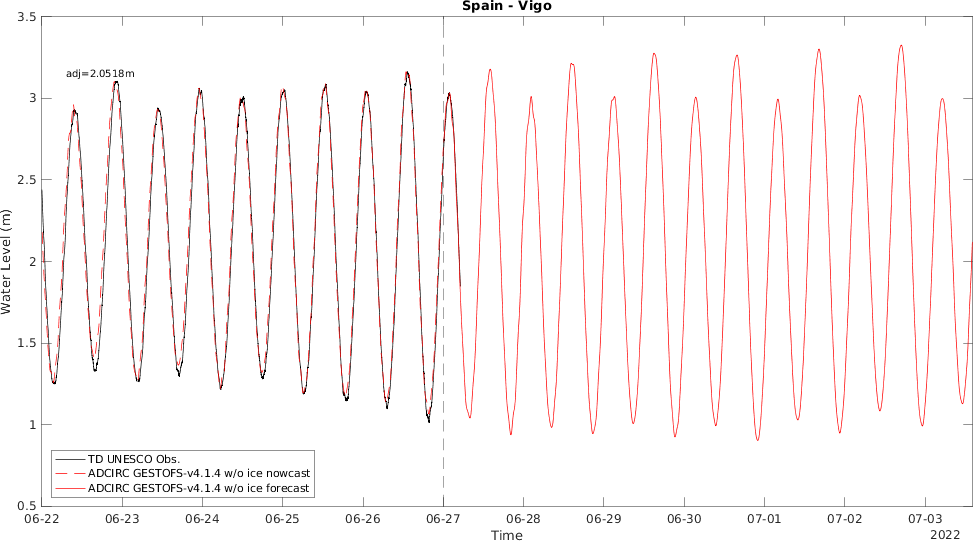 Spain - Vigo
3.5
adj=2.0518m
3
2.5
2
1.5
1
0.5
Water Level (m)
TD UNESCO Obs.
ADCIRC GESTOFS-v4.1.4 w/o ice nowcast
ADCIRC GESTOFS-v4.1.4 w/o ice forecast
06-22 06-23 06-24 06-25 06-26 06-27 06-28 06-29 06-30 07-01 07-02 07-03
Time
2022